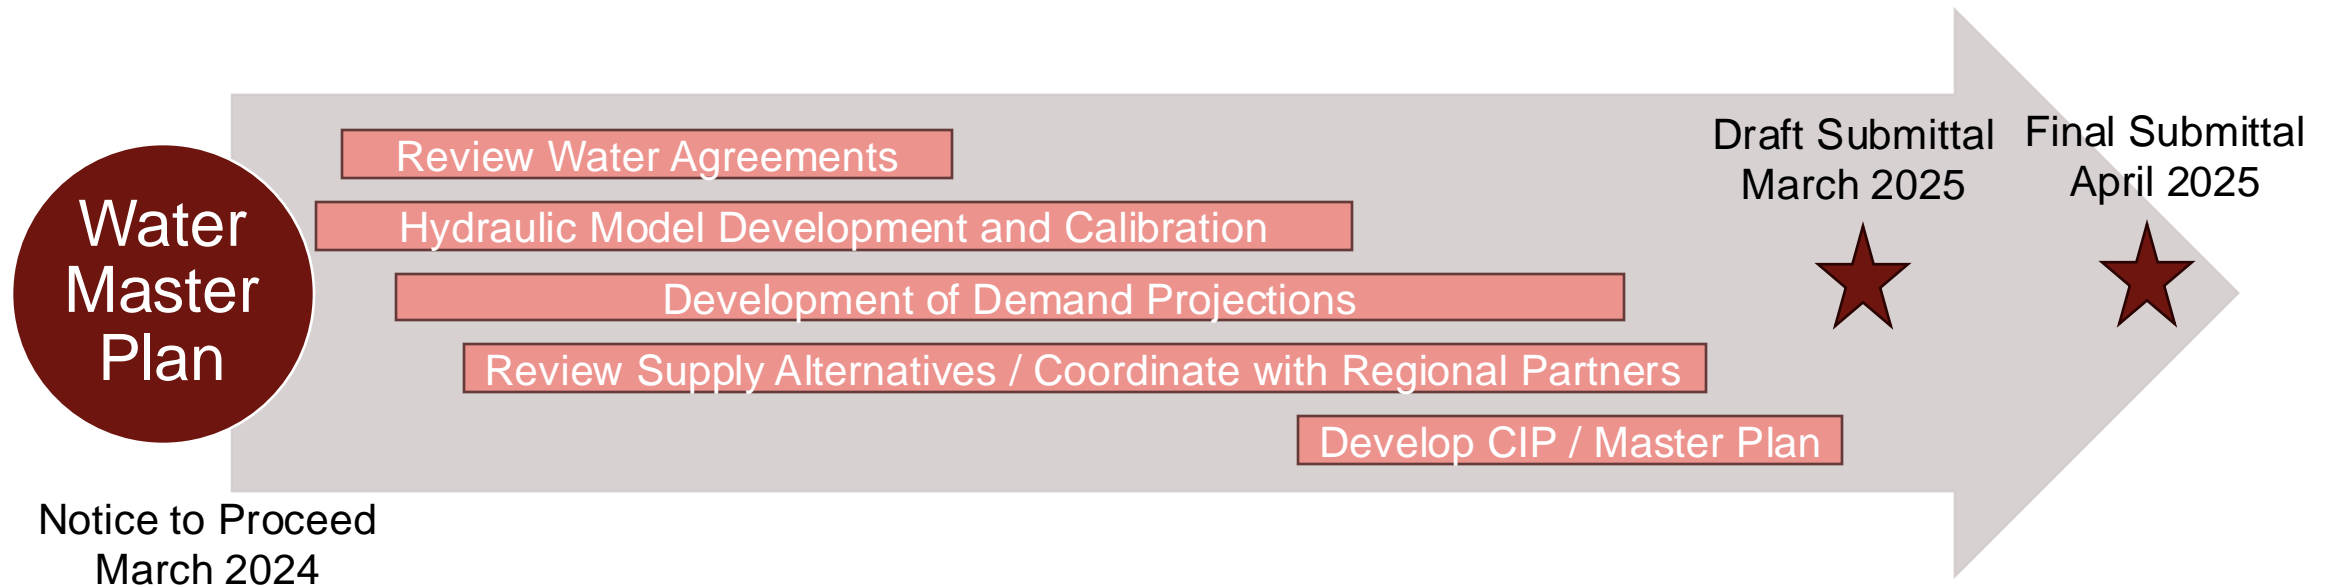 Water
Master
Plan
Notice to Proceed
March 2024
Review Water Agreements
Hydraulic Model Development and Calibration
Development of Demand Projections
Review Supply Alternatives / Coordinate with Regional Partners
Develop CIP / Master Plan
Draft Submittal
March 2025
Final Submittal
April 2025